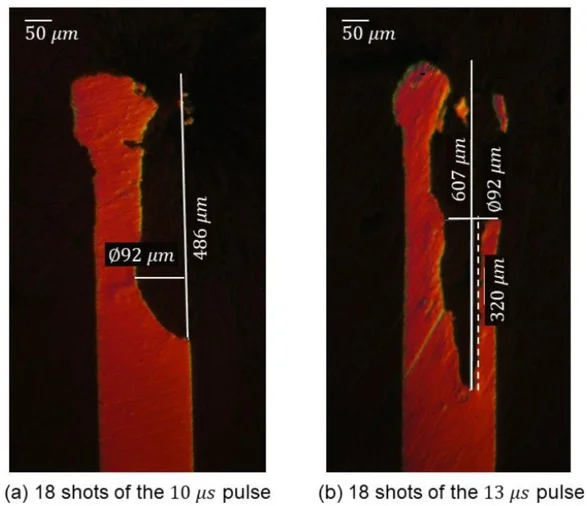 50 μm
50 μm
Ø92 μm
486 μm
607 μm
Ø92 μm
320 μm
(a) 18 shots of the 10 μs pulse
(b) 18 shots of the 13 μs pulse